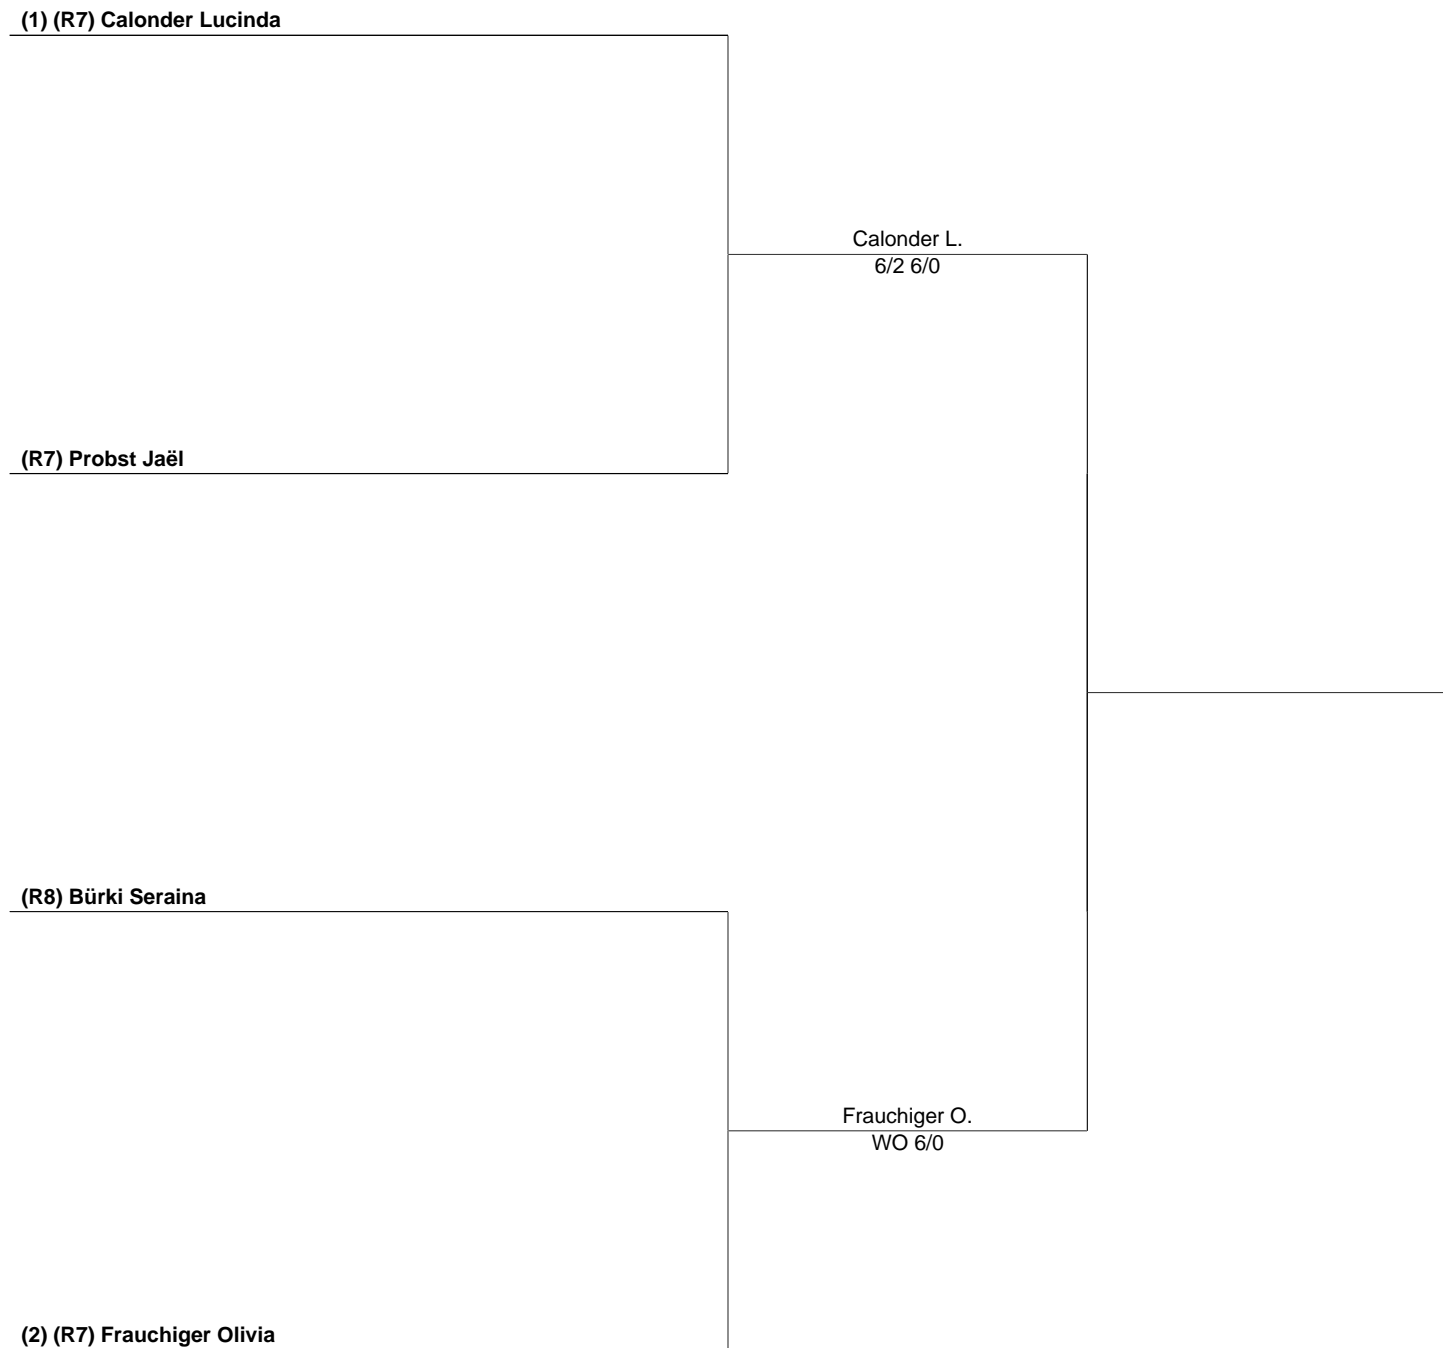 (1) (R7) Calonder Lucinda
Calonder L.
6/2 6/0
(R7) Probst Jaël
(R8) Bürki Seraina
Frauchiger O.
WO 6/0
(2) (R7) Frauchiger Olivia